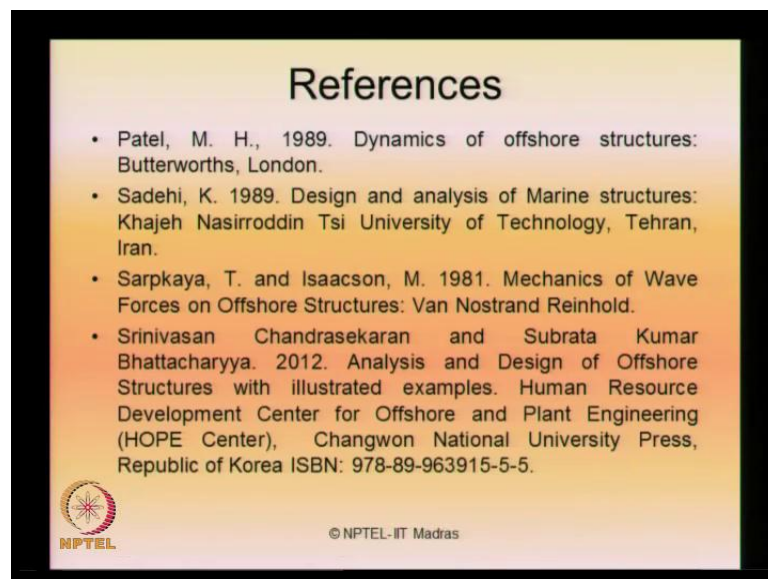 References
• Patel, M. H., 1989. Dynamics of offshore structures:
Butterworths, London.
• Sadehi, K. 1989. Design and analysis of Marine structures:
Khajeh Nasirroddin Tsi University of Technology, Tehran,
Iran.
• Sarpkaya, T. and Isaacson, M. 1981. Mechanics of Wave
Forces on Offshore Structures: Van Nostrand Reinhold.
• Srinivasan Chandrasekaran and Subrata Kumar
Bhattacharyya. 2012. Analysis and Design of Offshore
Structures with illustrated examples. Human Resource
Development Center for Offshore and Plant Engineering
(HOPE Center), Changwon National University Press,
Republic of Korea ISBN: 978-89-963915-5-5.
NPTEL
© NPTEL-IIT Madras